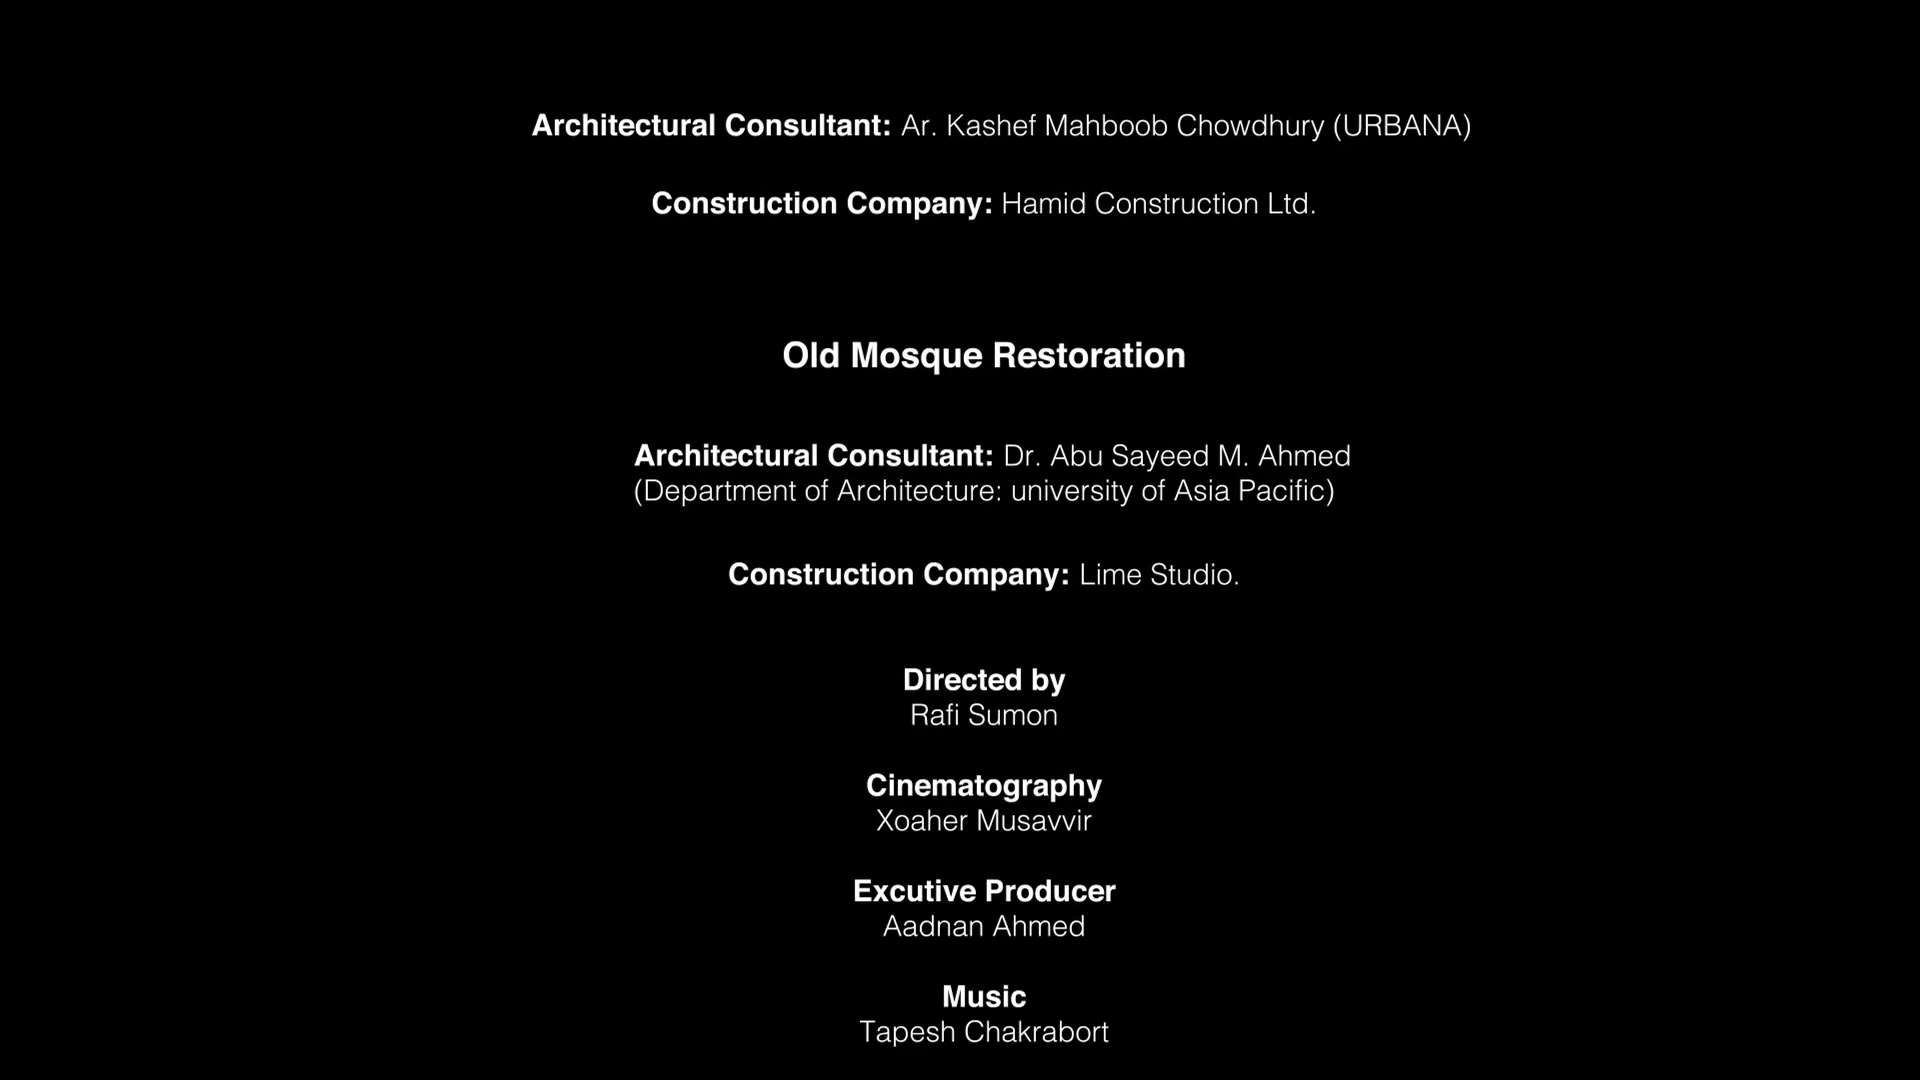 Architectural Consultant: Ar. Kashef Mahboob Chowdhury (URBANA)
Construction Company: Hamid Construction Ltd.
Old Mosque Restoration
Architectural Consultant: Dr. Abu Sayeed M. Ahmed
(Department of Architecture: university of Asia Pacific)
Construction Company: Lime Studio.
Directed by
Rafi Sumon
Cinematography
Xoaher Musavvir
Excutive Producer
Aadnan Ahmed
Music
Tapesh Chakrabort